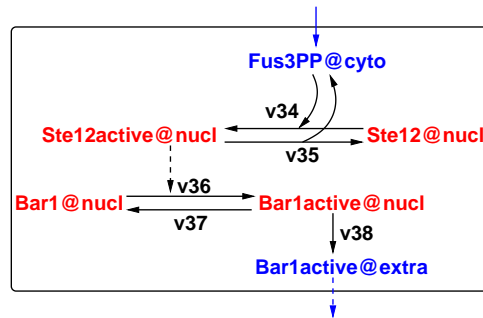 Fus3PP@cyto
v34
Ste12active@nucl Ste12@nucl
v35
v36
Bar1@nucl Bar1active@nucl
v37
v38
Bar1active@extra